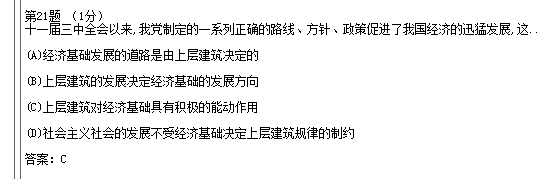 第21题 (1分)
十一届三中全会以来,我党制定的一系列正确的路线、方针、政策促进了我国经济的迅猛发展,这..
(A)经济基础发展的道路是由上层建筑决定的
(B)上层建筑的发展决定经济基础的发展方向
(C)上层建筑对经济基础具有积极的能动作用
(D)社会主义社会的发展不受经济基础决定上层建筑规律的制约
答案: C